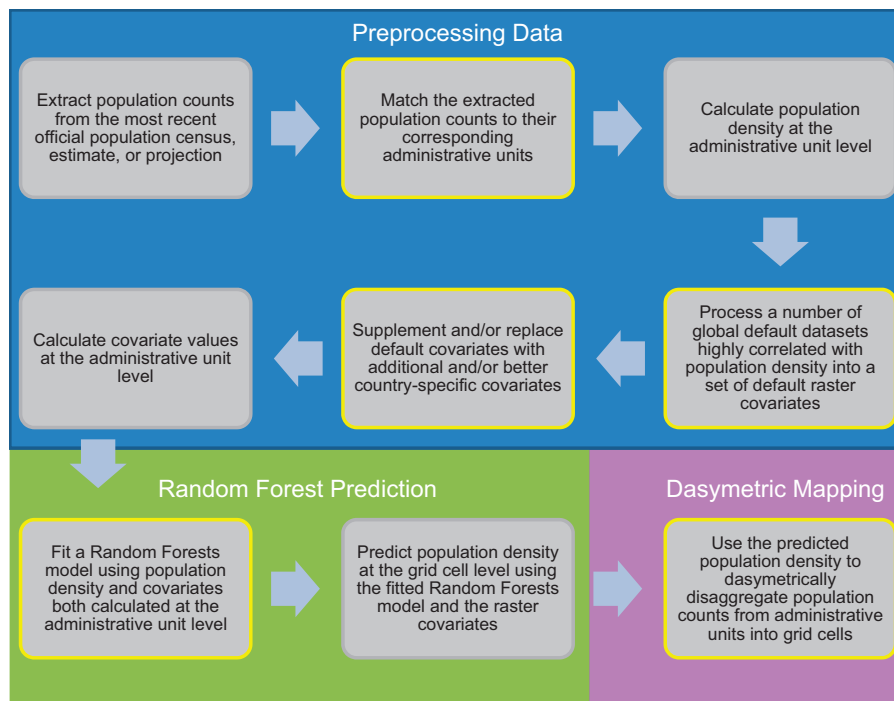 Preprocessing Data
Extract population counts
from the most recent
official population census,
estimate, or projection
Match the extracted
population counts to their
corresponding
administrative units
Calculate population
density at the
administrative unit level
Process a number of
global default datasets
highly correlated with
population density into a
set of default raster
covariates
Supplement and/or replace
default covariates with
additional and/or better
country-specific covariates
Calculate covariate values
at the administrative unit
level
Random Forest Prediction
Fit a Random Forests
model using population
density and covariates
both calculated at the
administrative unit level
Predict population density
at the grid cell level using
the fitted Random Forests
model and the raster
covariates
Dasymetric Mapping
Use the predicted
population density to
dasymetrically
disaggregate population
counts from administrative
units into grid cells